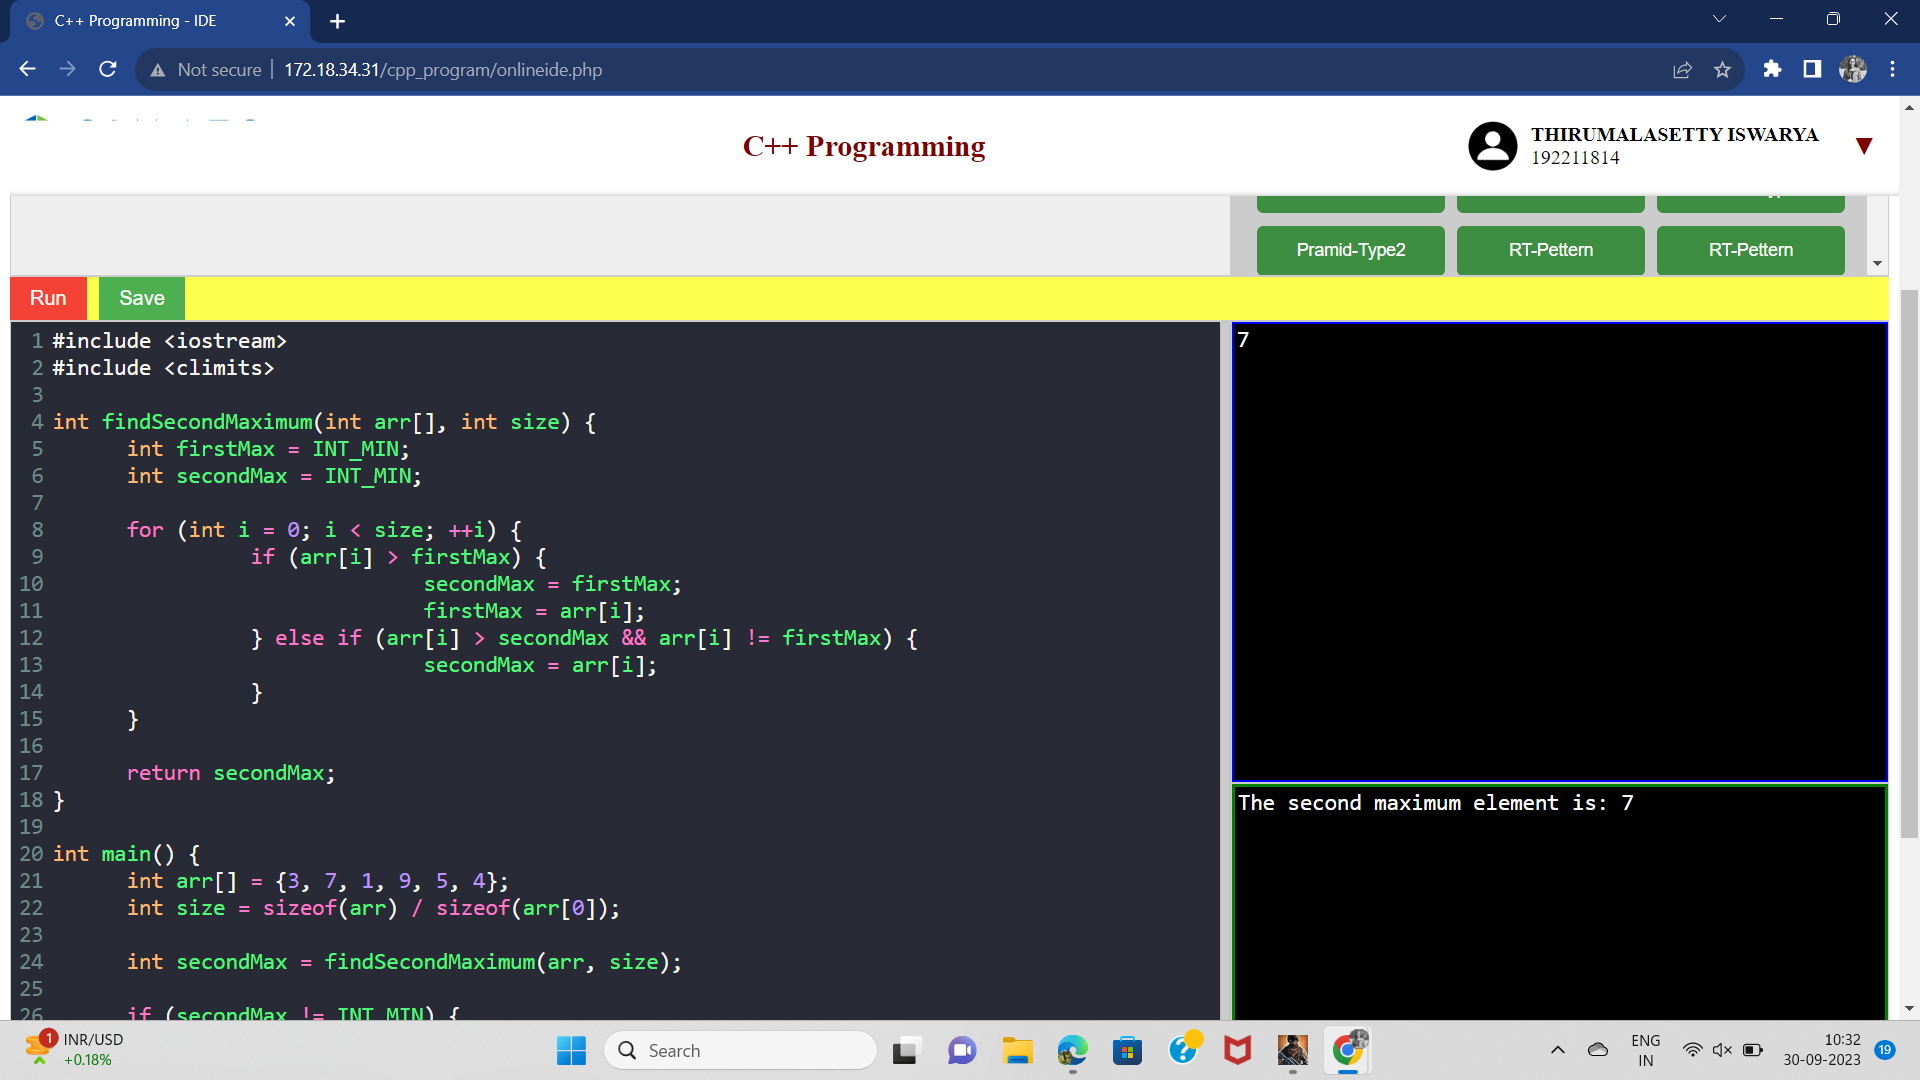 C++ Programming - IDE
Not secure
172.18.34.31/cpp_program/onlineide.php
C++ Programming
THIRUMALASETTY ISWARYA
192211814
Pramid-Type2
RT-Pettern
RT-Pettern
Run
Save
1 #include <iostream>
2 #include <climits>
3
4 int findSecondMaximum(int arr[], int size) {
5 int firstMax = INT_MIN;
6 int secondMax = INT_MIN;
7
8 for (int i = 0; i < size; ++i) {
9 if (arr[i] > firstMax) {
10 secondMax = firstMax;
11 firstMax = arr[i];
12 } else if (arr[i] > secondMax && arr[i] != firstMax) {
13 secondMax = arr[i];
14 }
15 }
16
17 return secondMax;
18 }
19
20 int main() {
21 int arr[] = {3, 7, 1, 9, 5, 4};
22 int size = sizeof(arr) / sizeof(arr[0]);
23
24 int secondMax = findSecondMaximum(arr, size);
25
26 if (secondMax != INT_MIN) {
7
The second maximum element is: 7
1
INR/USD
+0.18%
Search
ENG
IN
10:32
30-09-2023
19